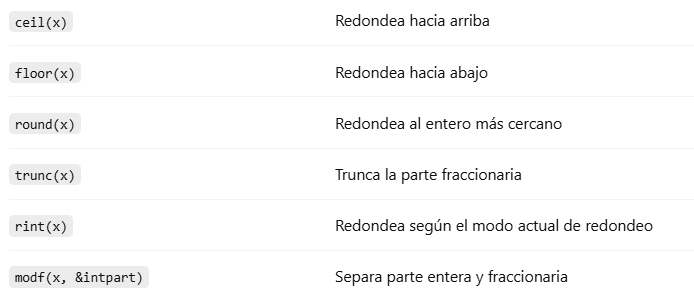 ceil(x) Redondea hacia arriba
floor(x) Redondea hacia abajo
round(x) Redondea al entero más cercano
trunc(x) Trunca la parte fraccionaria
rint(x) Redondea según el modo actual de redondeo
modf(x, &intpart) Separa parte entera y fraccionaria